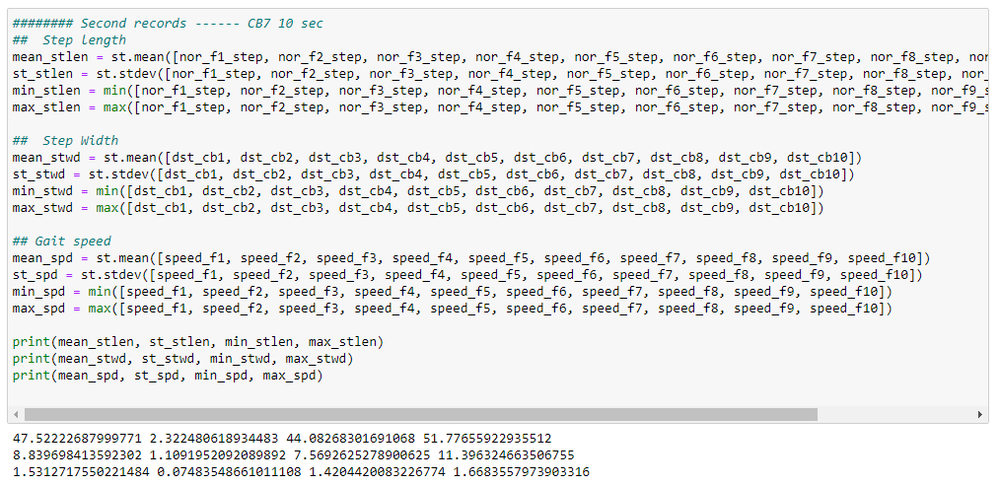 ######## Second records ------ CB7 10 sec
##  Step length
mean_stlen = st.mean([nor_f1_step, nor_f2_step, nor_f3_step, nor_f4_step, nor_f5_step, nor_f6_step, nor_f7_step, nor_f8_step, nor
st_stlen = st.stdev([nor_f1_step, nor_f2_step, nor_f3_step, nor_f4_step, nor_f5_step, nor_f6_step, nor_f7_step, nor_f8_step, nor_
min_stlen = min([nor_f1_step, nor_f2_step, nor_f3_step, nor_f4_step, nor_f5_step, nor_f6_step, nor_f7_step, nor_f8_step, nor_f9_s
max_stlen = max([nor_f1_step, nor_f2_step, nor_f3_step, nor_f4_step, nor_f5_step, nor_f6_step, nor_f7_step, nor_f8_step, nor_f9_s
##  Step Width
mean_stwd = st.mean([dst_cb1, dst_cb2, dst_cb3, dst_cb4, dst_cb5, dst_cb6, dst_cb7, dst_cb8, dst_cb9, dst_cb10])
st_stwd = st.stdev([dst_cb1, dst_cb2, dst_cb3, dst_cb4, dst_cb5, dst_cb6, dst_cb7, dst_cb8, dst_cb9, dst_cb10])
min_stwd = min([dst_cb1, dst_cb2, dst_cb3, dst_cb4, dst_cb5, dst_cb6, dst_cb7, dst_cb8, dst_cb9, dst_cb10])
max_stwd = max([dst_cb1, dst_cb2, dst_cb3, dst_cb4, dst_cb5, dst_cb6, dst_cb7, dst_cb8, dst_cb9, dst_cb10])
## Gait speed
mean_spd = st.mean([speed_f1, speed_f2, speed_f3, speed_f4, speed_f5, speed_f6, speed_f7, speed_f8, speed_f9, speed_f10])
st_spd = st.stdev([speed_f1, speed_f2, speed_f3, speed_f4, speed_f5, speed_f6, speed_f7, speed_f8, speed_f9, speed_f10])
min_spd = min([speed_f1, speed_f2, speed_f3, speed_f4, speed_f5, speed_f6, speed_f7, speed_f8, speed_f9, speed_f10])
max_spd = max([speed_f1, speed_f2, speed_f3, speed_f4, speed_f5, speed_f6, speed_f7, speed_f8, speed_f9, speed_f10])
print(mean_stlen, st_stlen, min_stlen, max_stlen)
print(mean_stwd, st_stwd, min_stwd, max_stwd)
print(mean_spd, st_spd, min_spd, max_spd)
47.52222687999771 2.322480618934483 44.08268301691068 51.77655922935512
8.839698413592302 1.1091952092089892 7.5692625278900625 11.396324663506755
1.5312717550221484 0.07483548661011108 1.4204420083226774 1.6683557973903316